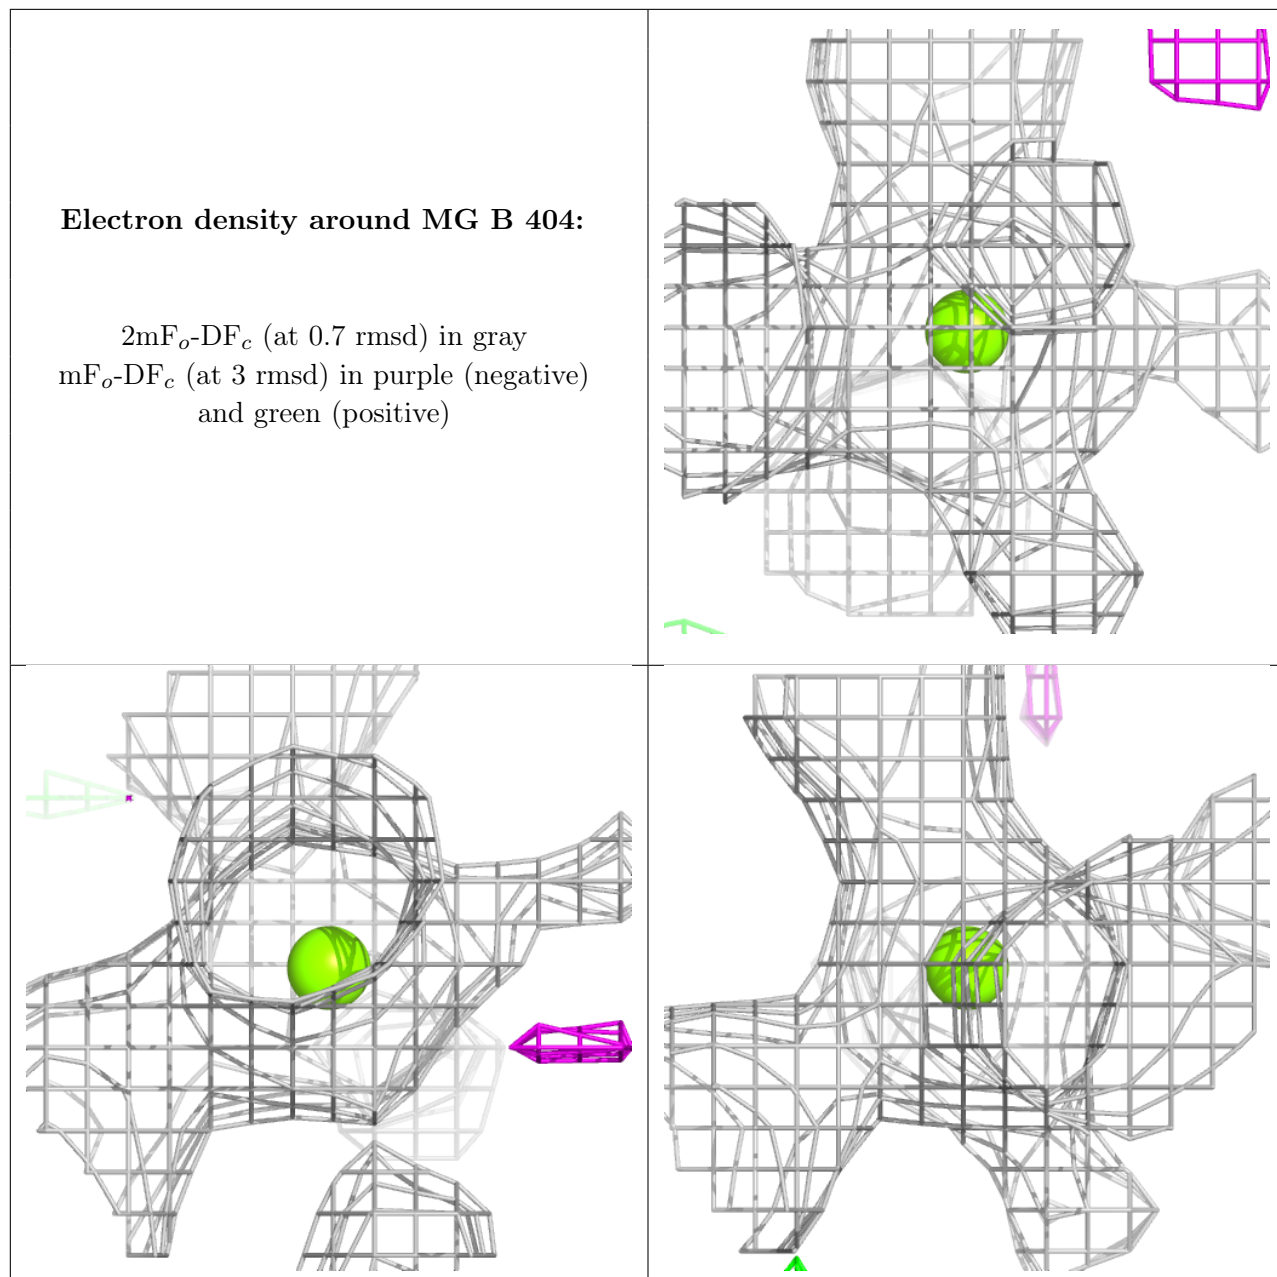 Electron density around MG B 404:
2mFo-DFc (at 0.7 rmsd) in gray
mFo-DFc (at 3 rmsd) in purple (negative)
and green (positive)